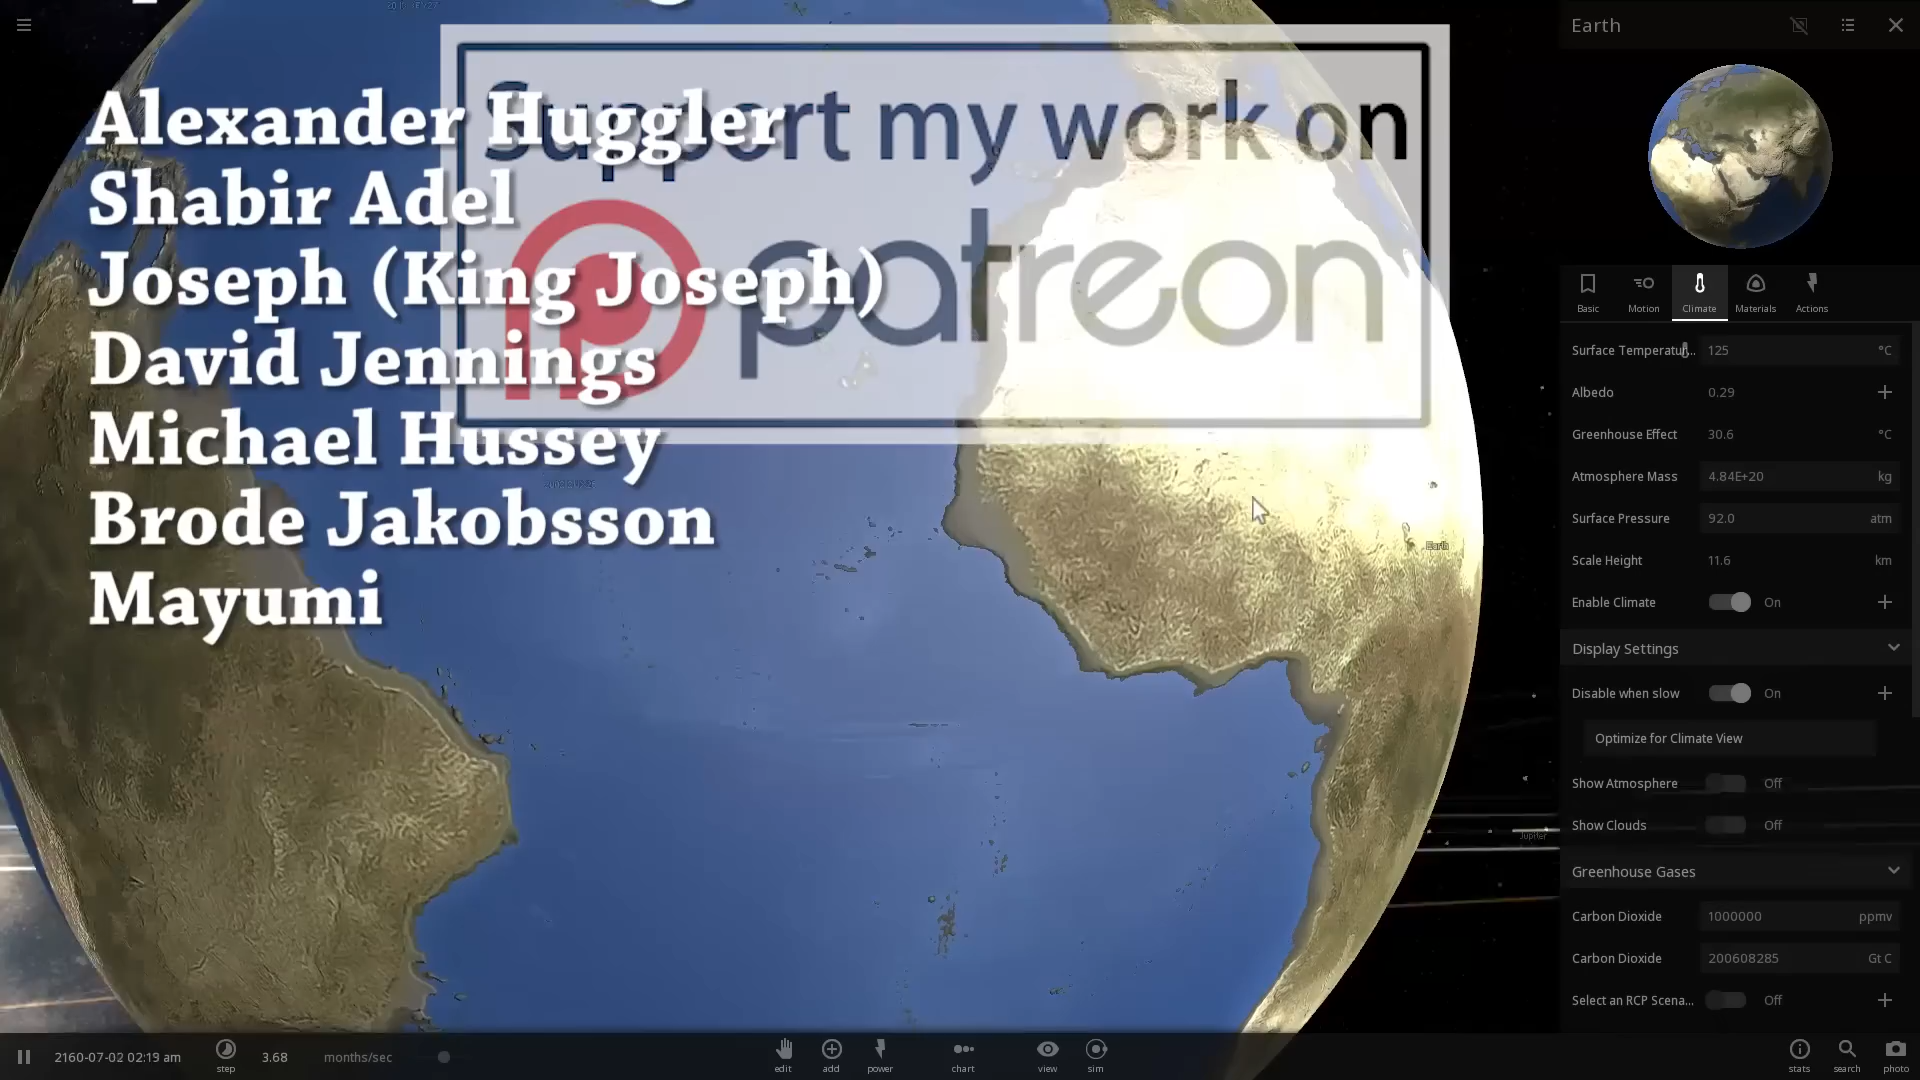 Earth
Support my work on
Alexander Huggler
Shabir Adel
Joseph (King Joseph)
patreon
David Jennings
Michael Hussey
Brode Jakobsson
Mayumi
Earth
Jupiter
Basic
Motion
Climate
Materials
Actions
Surface Temperatur... 125 °C
Albedo 0.29
Greenhouse Effect 30.6 °C
Atmosphere Mass 4.84E+20 kg
Surface Pressure 92.0 atm
Scale Height 11.6 km
Enable Climate On
Display Settings
Disable when slow On
Optimize for Climate View
Show Atmosphere Off
Show Clouds Off
Greenhouse Gases
Carbon Dioxide 1000000 ppmv
Carbon Dioxide 200608285 Gt C
Select an RCP Scena... Off
2160-07-02 02:19 am
step
3.68 months/sec
edit
add
power
chart
view
sim
stats
search
photo